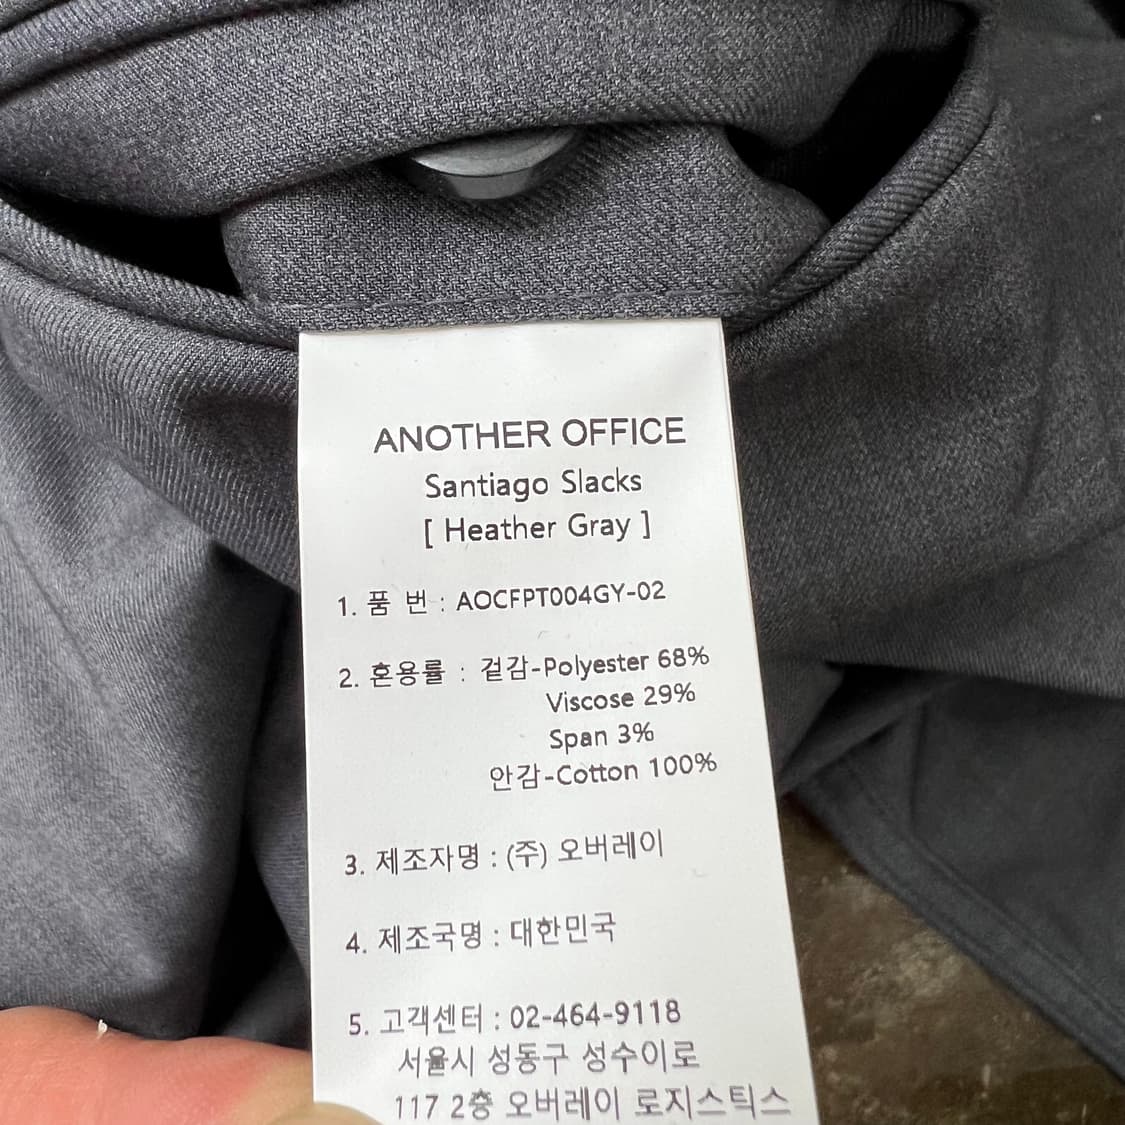 ANOTHER OFFICE
Santiago Slacks
[ Heather Gray ]
1. 품 번 : AOCFPT004GY-02
2. 혼용률 : 겉감-Polyester 68%
Viscose 29%
Span 3%
안감-Cotton 100%
3. 제조자명 : (주) 오버레이
4. 제조국명 : 대한민국
5. 고객센터 : 02-464-9118
서울시 성동구 성수이로
117 2층 오버레이 로지스틱스